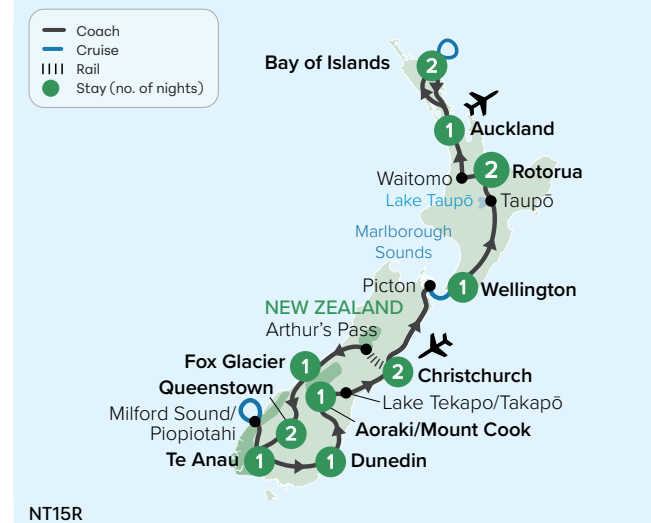 Coach
Cruise
Rail
Stay (no. of nights)
Bay of Islands
2
1
Auckland
2
Rotorua
Waitomo
Lake Taupō
Taupō
Marlborough
Sounds
Picton
1
Wellington
NEW ZEALAND
Arthur's Pass
Fox Glacier
1
2
Christchurch
Queenstown
1
Lake Tekapo/Takapō
Milford Sound/
Piopiotahi
2
Aoraki/Mount Cook
Te Anau
1
1
Dunedin
NT15R